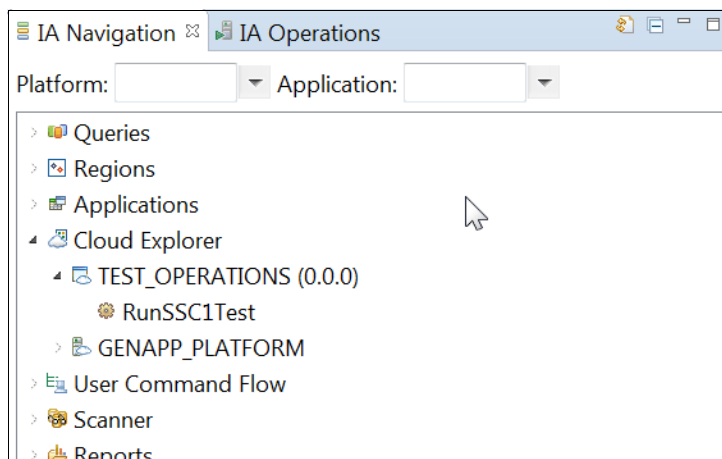 IA Navigation IA Operations
Platform: Application:
Queries
Regions
Applications
Cloud Explorer
TEST_OPERATIONS (0.0.0)
RunSSC1Test
GENAPP_PLATFORM
User Command Flow
Scanner
Reports